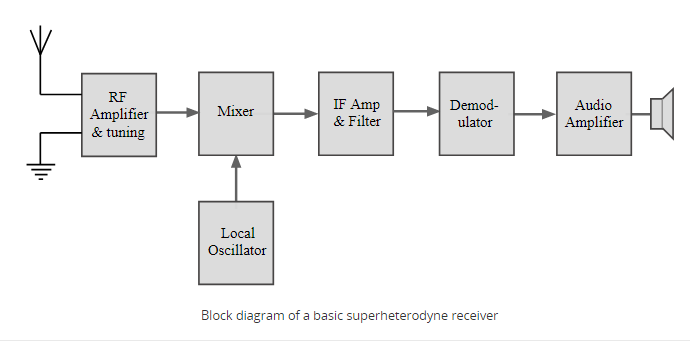 RF
Amplifier
& tuning
Mixer
IF Amp
& Filter
Demod-
ulator
Audio
Amplifier
Local
Oscillator
Block diagram of a basic superheterodyne receiver